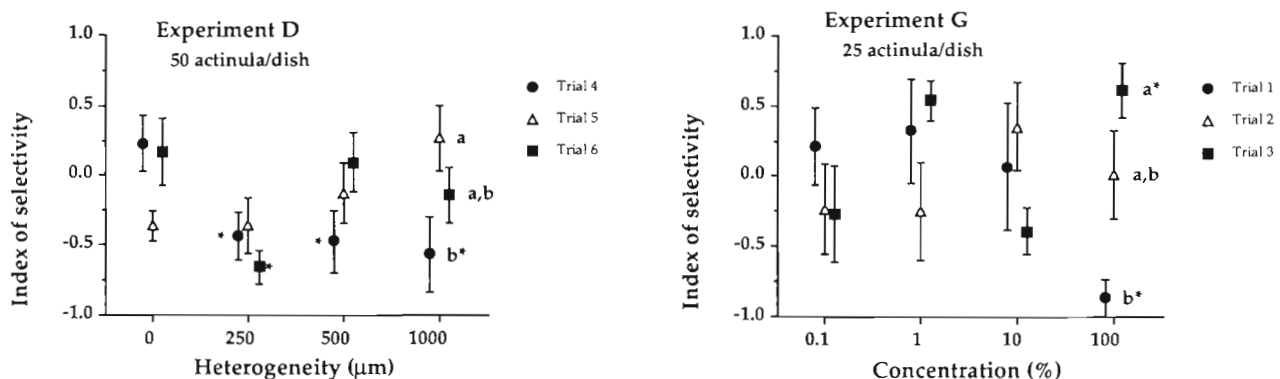 Experiment D
50 actinula/dish
Index of selectivity
1.0
0.5
0.0
-0.5
-1.0
Trial 4
Trial 5
Trial 6
*
*
*
a
a,b
b*
0
250
500
1000
Heterogeneity (µm)
Experiment G
25 actinula/dish
Index of selectivity
1.0
0.5
0.0
-0.5
-1.0
Trial 1
Trial 2
Trial 3
a*
a,b
b*
0.1
1
10
100
Concentration (%)